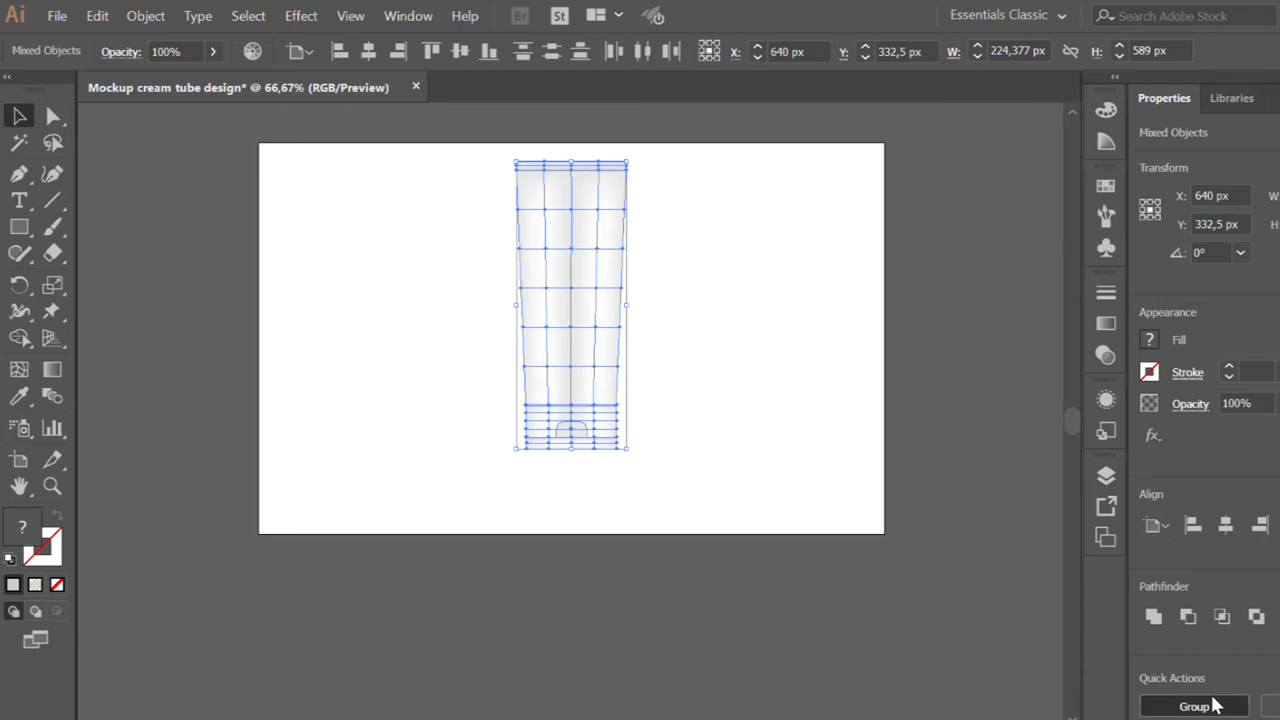 Ai File Edit Object Type Select Effect View Window Help Br St Essentials Classic Search Adobe Stock
Mixed Objects Opacity: 100% X: 640 px Y: 332,5 px W: 224,377 px H: 589 px
Mockup cream tube design* @ 66,67% (RGB/Preview)
Properties Libraries
Mixed Objects
Transform
X: 640 px W
Y: 332,5 px H:
0°
Appearance
? Fill
Stroke
Opacity 100%
fx
Align
Pathfinder
Quick Actions
Group
T
?